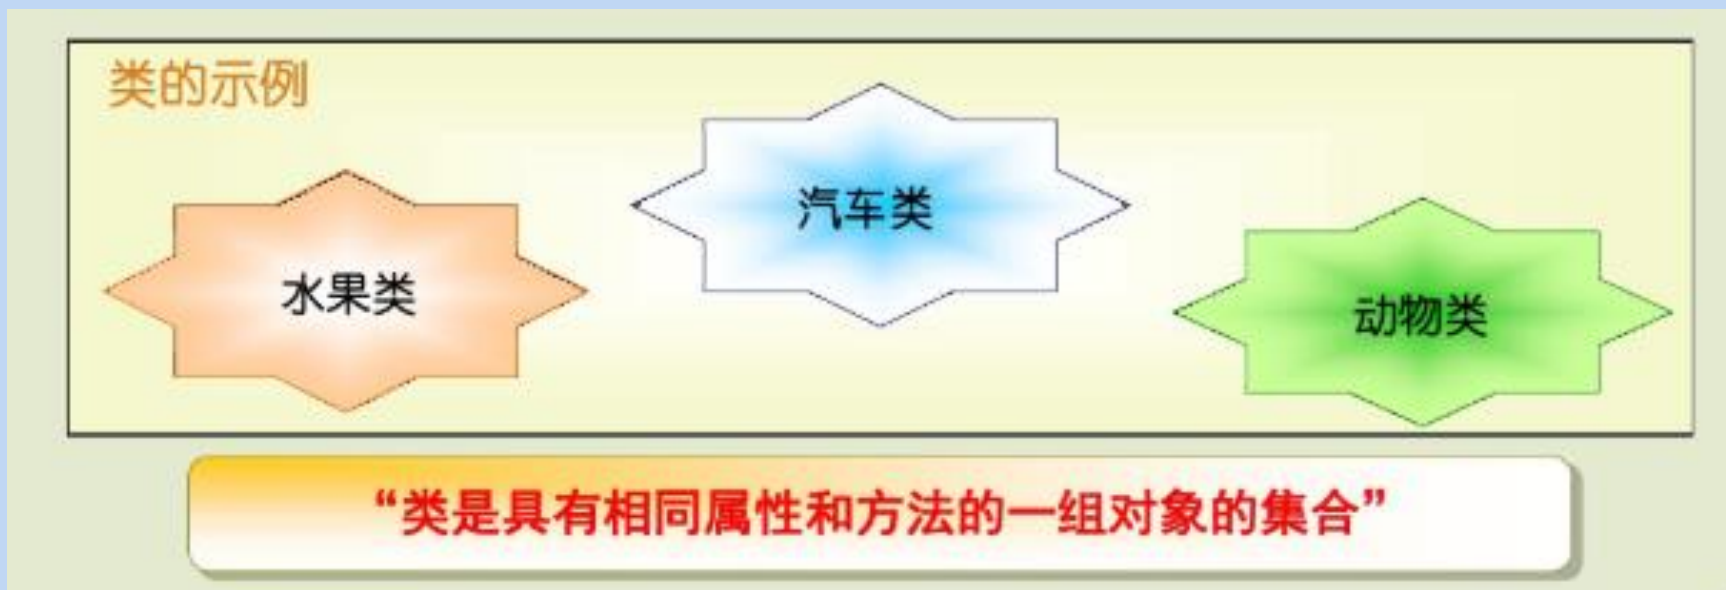 类的示例
水果类
汽车类
动物类
“类是具有相同属性和方法的一组对象的集合”